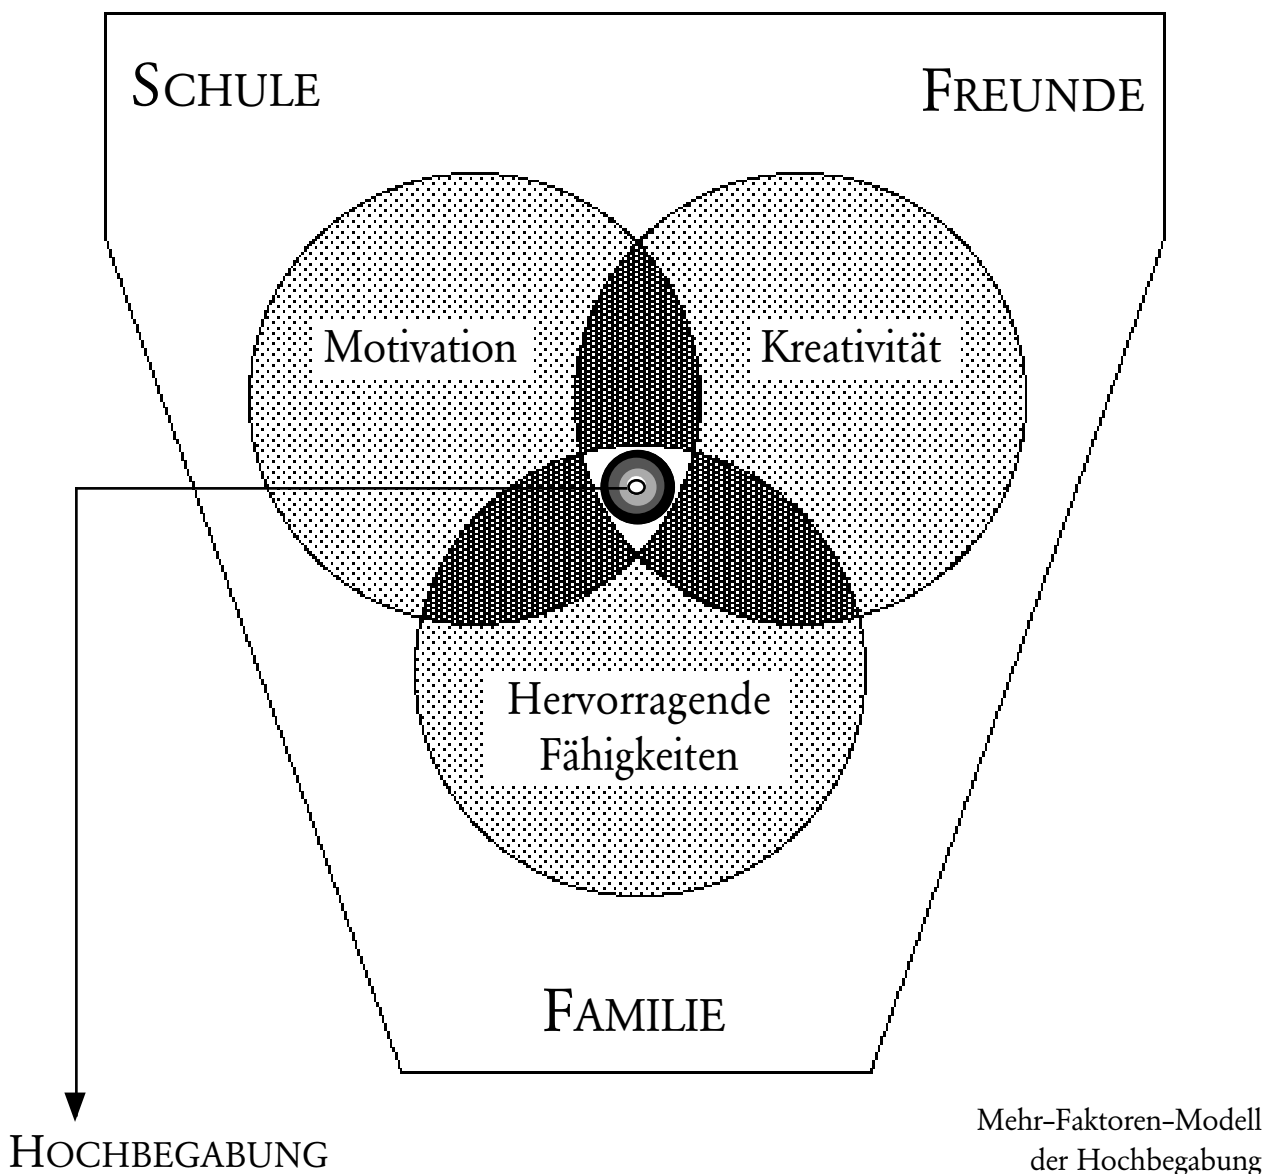 SCHULE
FREUNDE
Motivation
Kreativität
Hervorragende
Fähigkeiten
FAMILIE
HOCHBEGABUNG
Mehr-Faktoren-Modell
der Hochbegabung